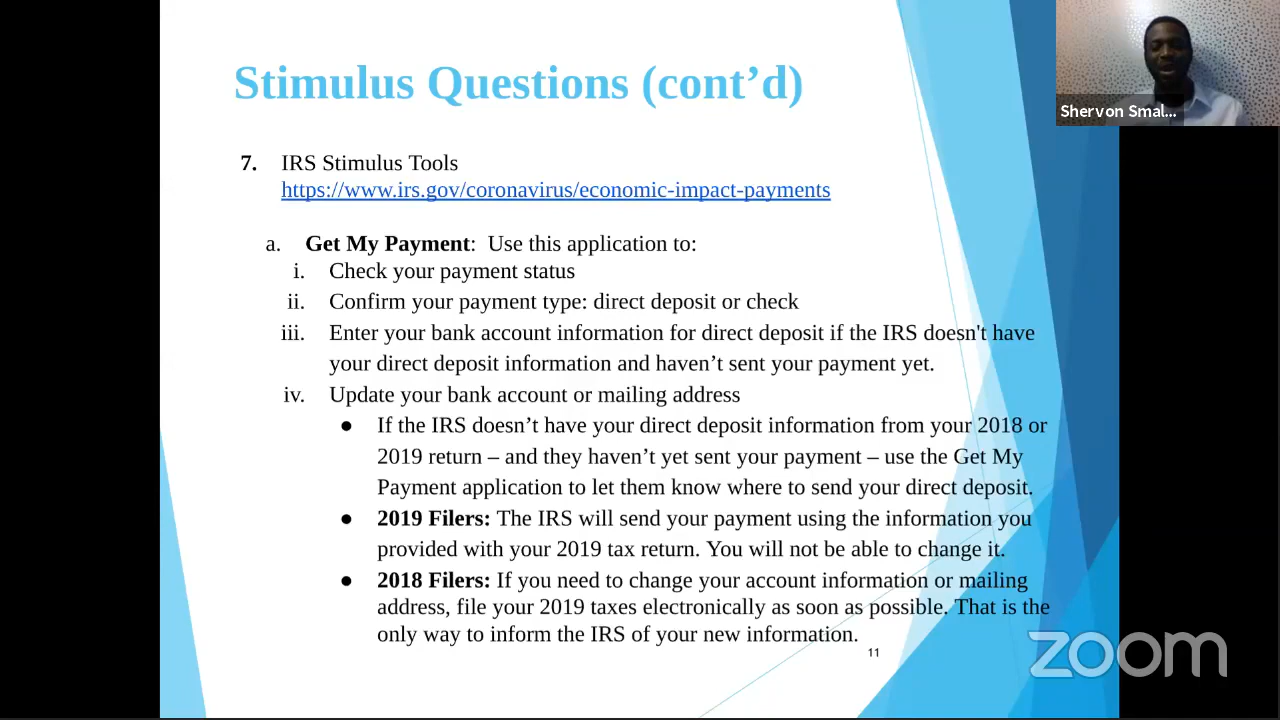 Stimulus Questions (cont’d)
Shervon Smal...
7. IRS Stimulus Tools
https://www.irs.gov/coronavirus/economic-impact-payments
a. Get My Payment: Use this application to:
i. Check your payment status
ii. Confirm your payment type: direct deposit or check
iii. Enter your bank account information for direct deposit if the IRS doesn't have
your direct deposit information and haven’t sent your payment yet.
iv. Update your bank account or mailing address
● If the IRS doesn’t have your direct deposit information from your 2018 or
2019 return – and they haven’t yet sent your payment – use the Get My
Payment application to let them know where to send your direct deposit.
● 2019 Filers: The IRS will send your payment using the information you
provided with your 2019 tax return. You will not be able to change it.
● 2018 Filers: If you need to change your account information or mailing
address, file your 2019 taxes electronically as soon as possible. That is the
only way to inform the IRS of your new information.
11
zoom